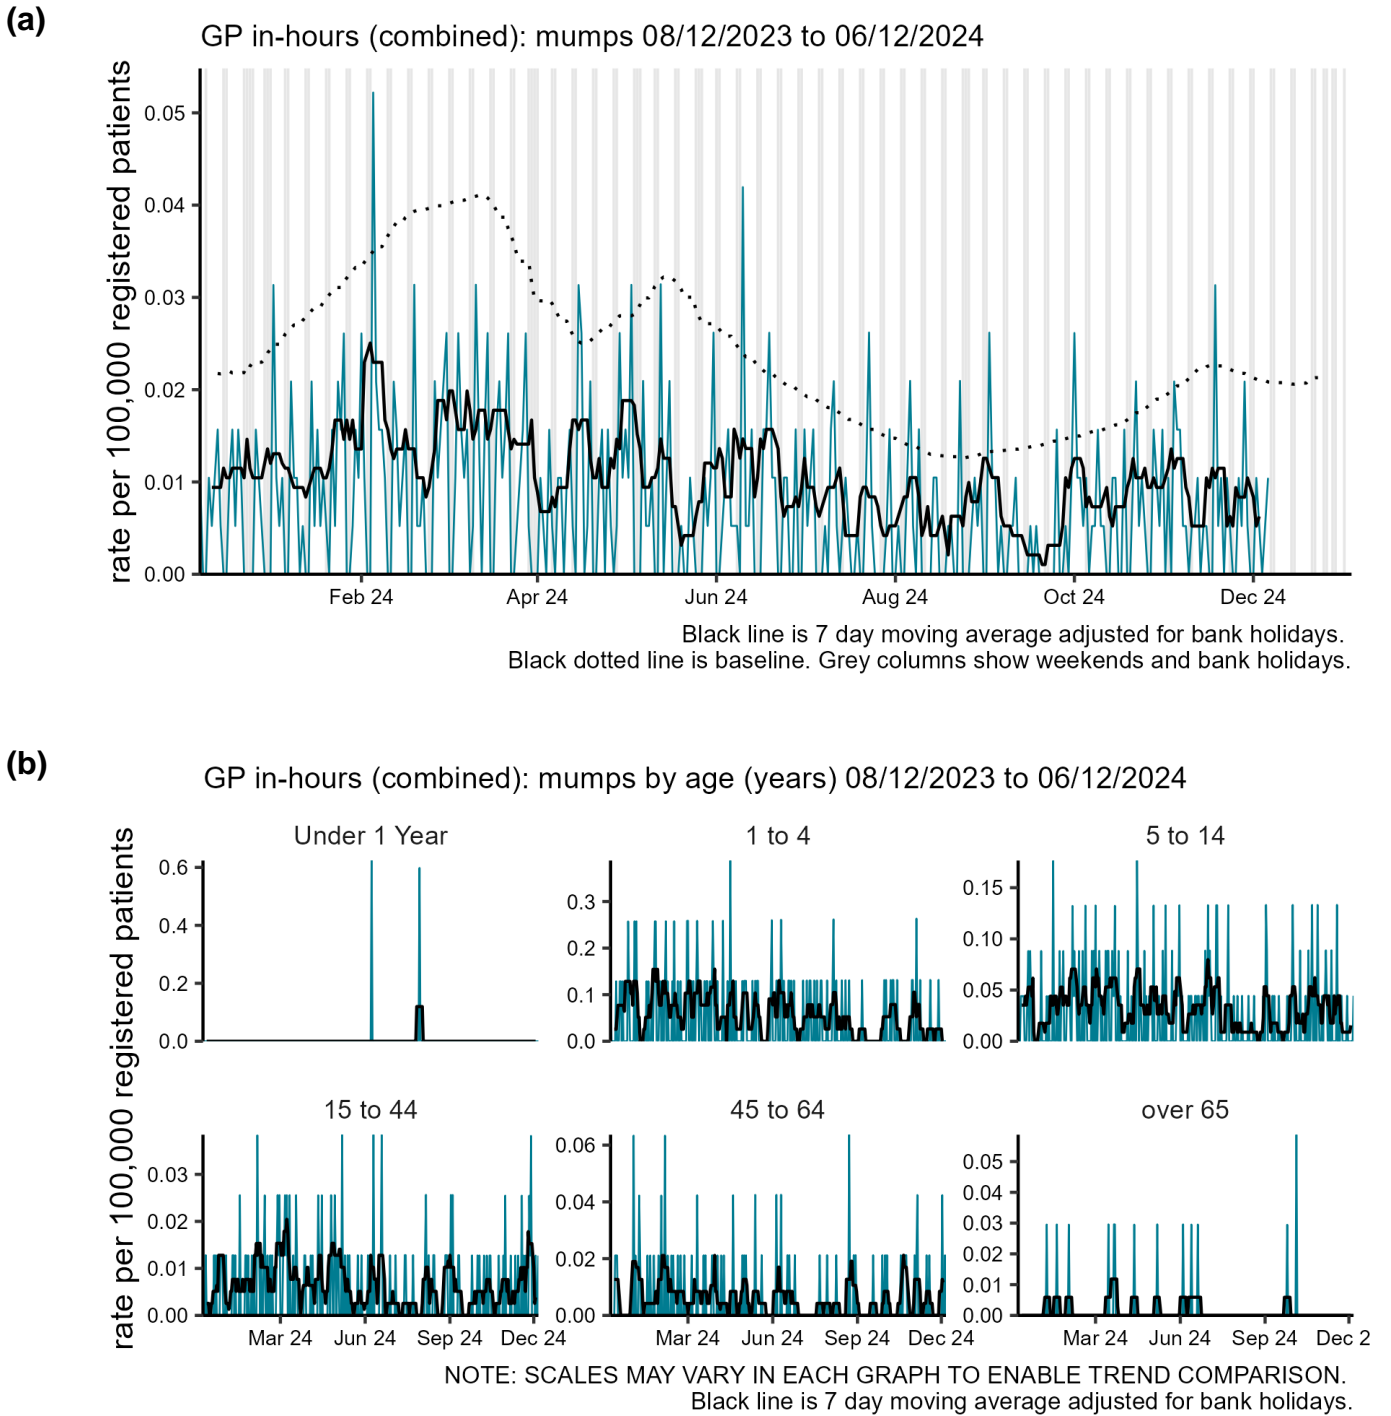 (a)
GP in-hours (combined): mumps 08/12/2023 to 06/12/2024
rate per 100,000 registered patients
0.05
0.04
0.03
0.02
0.01
0.00
Feb 24 Apr 24 Jun 24 Aug 24 Oct 24 Dec 24
Black line is 7 day moving average adjusted for bank holidays.
Black dotted line is baseline. Grey columns show weekends and bank holidays.
(b)
GP in-hours (combined): mumps by age (years) 08/12/2023 to 06/12/2024
rate per 100,000 registered patients
Under 1 Year
0.6
0.4
0.2
0.0
1 to 4
0.3
0.2
0.1
0.0
5 to 14
0.15
0.10
0.05
0.00
15 to 44
0.03
0.02
0.01
0.00
Mar 24 Jun 24 Sep 24 Dec 24
45 to 64
0.06
0.04
0.02
0.00
Mar 24 Jun 24 Sep 24 Dec 24
over 65
0.05
0.04
0.03
0.02
0.01
0.00
Mar 24 Jun 24 Sep 24 Dec 2
NOTE: SCALES MAY VARY IN EACH GRAPH TO ENABLE TREND COMPARISON.
Black line is 7 day moving average adjusted for bank holidays.